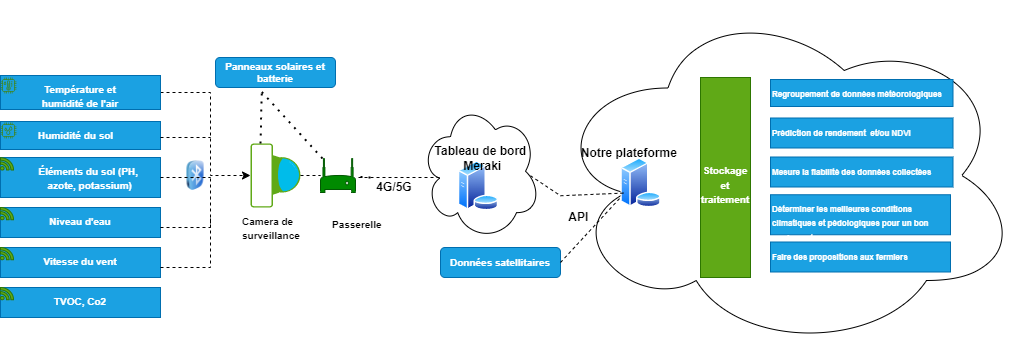 Panneaux solaires et
batterie
Température et
humidité de l'air
Humidité du sol
Éléments du sol (PH,
azote, potassium)
Niveau d'eau
Vitesse du vent
TVOC, Co2
Camera de
surveillance
Passerelle
4G/5G
Tableau de bord
Meraki
Données satellitaires
API
Notre plateforme
Stockage
et
traitement
Regroupement de données météorologiques
Prédiction de rendement et/ou NDVI
Mesure la fiabilité des données collectées
Déterminer les meilleures conditions
climatiques et pédologiques pour un bon
Faire des propositions aux fermiers